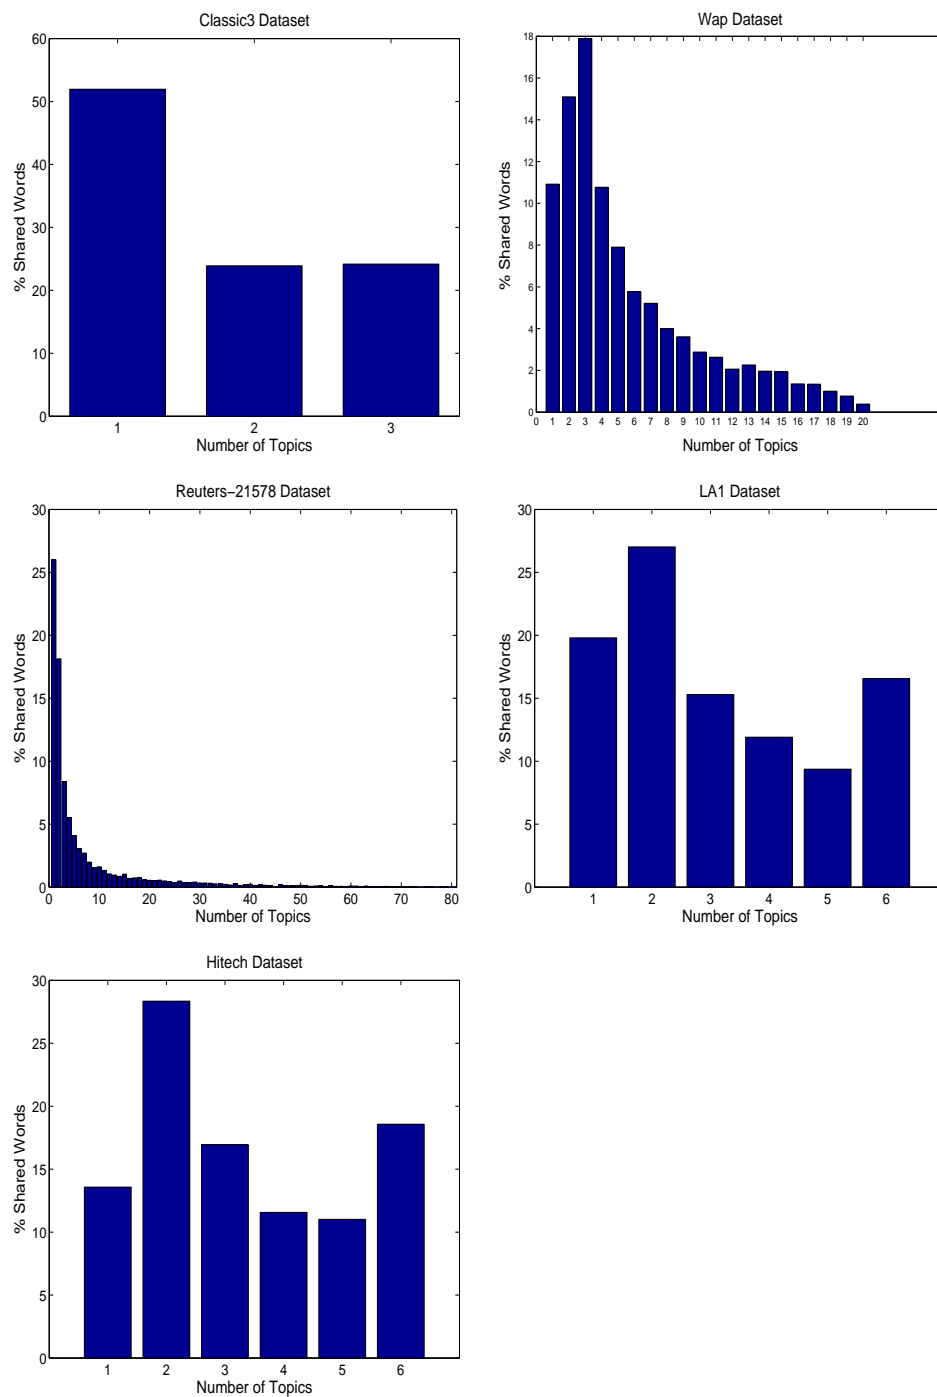 Classic3 Dataset
60
50
40
30
20
10
0
% Shared Words
1 2 3
Number of Topics
Wap Dataset
18
16
14
12
10
8
6
4
2
0
% Shared Words
0 1 2 3 4 5 6 7 8 9 10 11 12 13 14 15 16 17 18 19 20
Number of Topics
Reuters−21578 Dataset
30
25
20
15
10
5
0
% Shared Words
0 10 20 30 40 50 60 70 80
Number of Topics
LA1 Dataset
30
25
20
15
10
5
0
% Shared Words
1 2 3 4 5 6
Number of Topics
Hitech Dataset
30
25
20
15
10
5
0
% Shared Words
1 2 3 4 5 6
Number of Topics